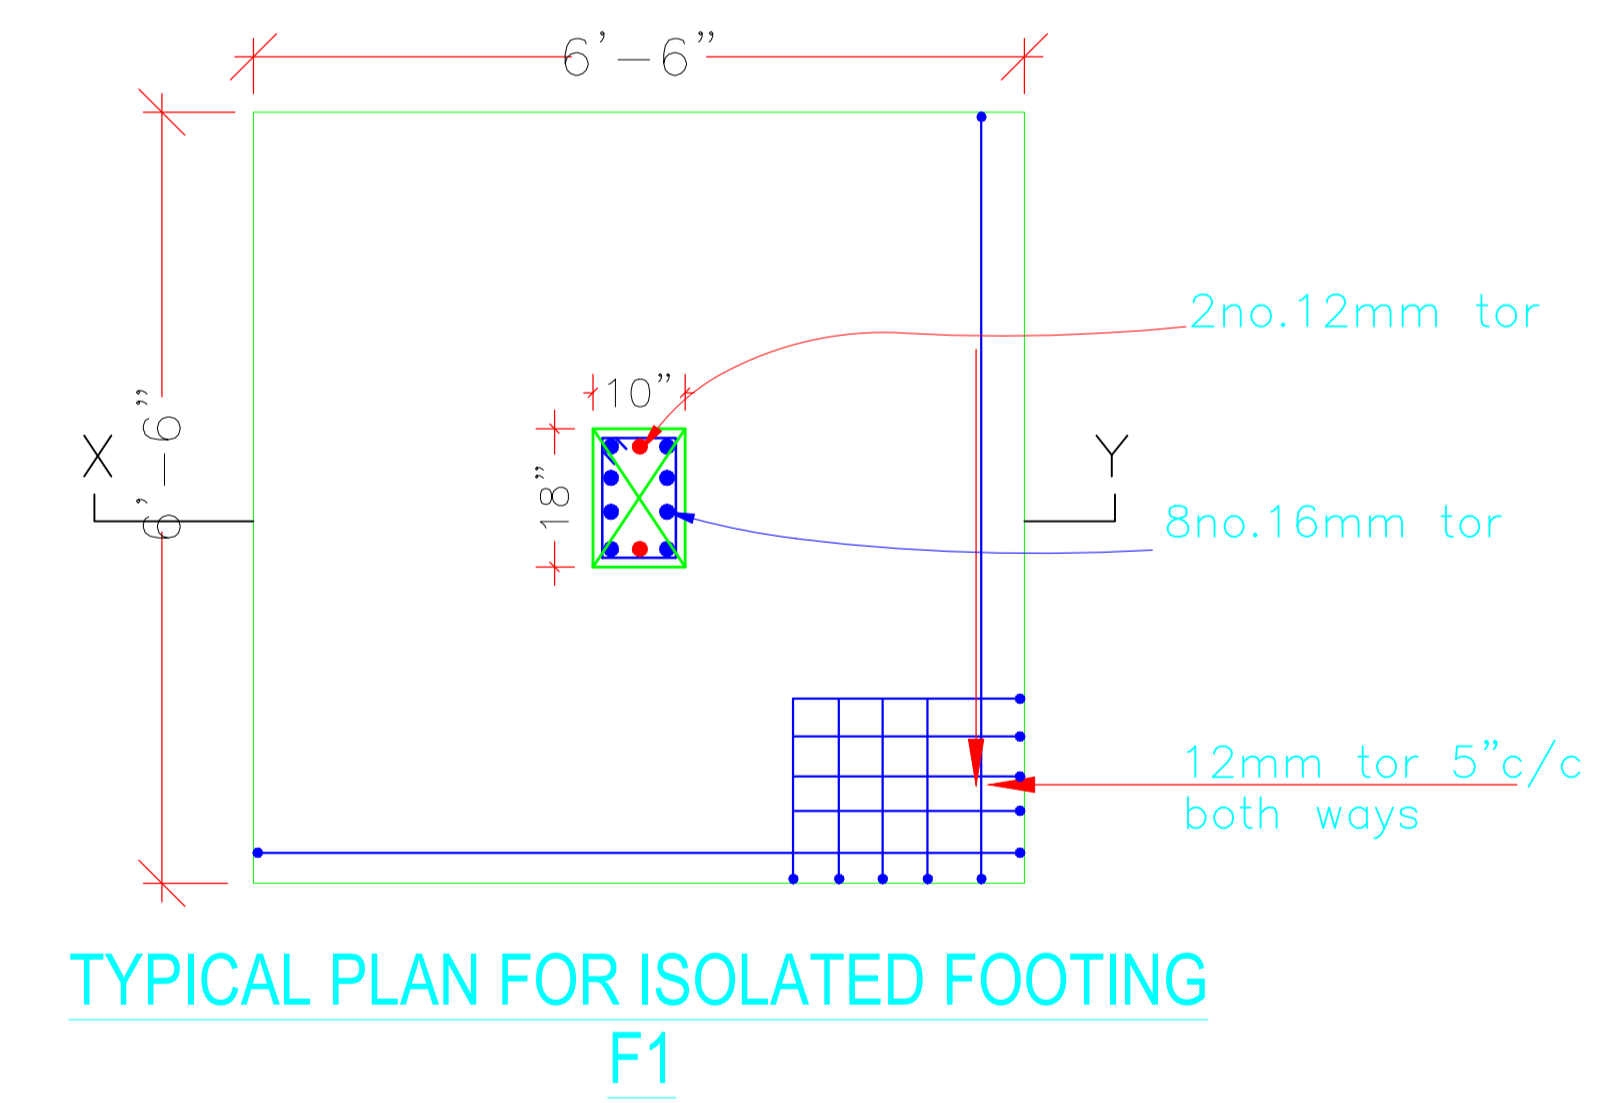 6'-6"
6'-6"
2no.12mm tor
10"
X
Y
18"
8no.16mm tor
12mm tor 5"c/c
both ways
TYPICAL PLAN FOR ISOLATED FOOTING
F1